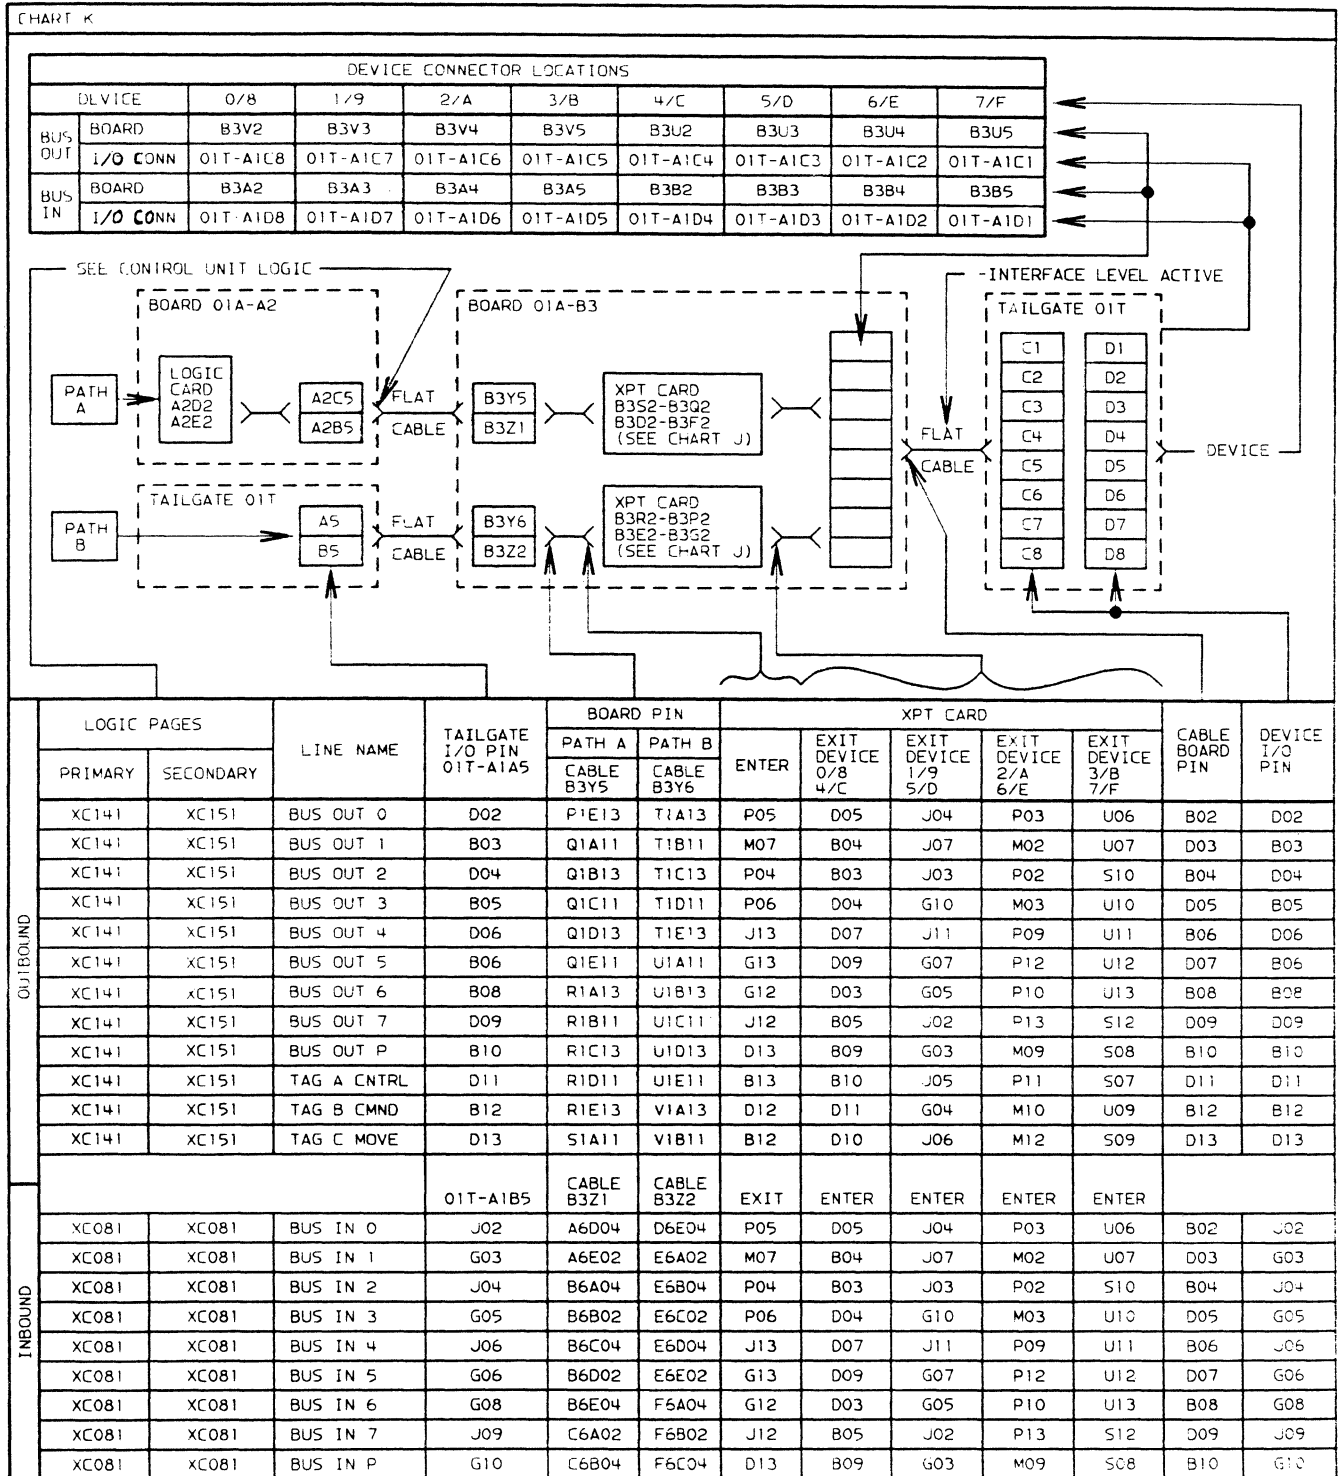 CHART K
DEVICE CONNECTOR LOCATIONS
DEVICE 0/8 1/9 2/A 3/B 4/C 5/D 6/E 7/F
BUS OUT BOARD B3V2 B3V3 B3V4 B3V5 B3U2 B3U3 B3U4 B3U5
I/O CONN 01T-A1C8 01T-A1C7 01T-A1C6 01T-A1C5 01T-A1C4 01T-A1C3 01T-A1C2 01T-A1C1
BUS IN BOARD B3A2 B3A3 B3A4 B3A5 B3B2 B3B3 B3B4 B3B5
I/O CONN 01T-A1D8 01T-A1D7 01T-A1D6 01T-A1D5 01T-A1D4 01T-A1D3 01T-A1D2 01T-A1D1
SEE CONTROL UNIT LOGIC
-INTERFACE LEVEL ACTIVE
BOARD 01A-A2
BOARD 01A-B3
TAILGATE 01T
PATH A
LOGIC CARD A2D2 A2E2
A2C5
A2B5
FLAT CABLE
B3Y5
B3Z1
XPT CARD
B3S2-B3Q2
B3D2-B3F2
(SEE CHART J)
FLAT CABLE
C1 D1
C2 D2
C3 D3
C4 D4
C5 D5
C6 D6
C7 D7
C8 D8
DEVICE
TAILGATE 01T
PATH B
A5
B5
FLAT CABLE
B3Y6
B3Z2
XPT CARD
B3R2-B3P2
B3E2-B3G2
(SEE CHART J)
LOGIC PAGES
PRIMARY SECONDARY
LINE NAME
TAILGATE I/O PIN 01T-A1A5
BOARD PIN
PATH A PATH B
CABLE B3Y5 CABLE B3Y6
XPT CARD
ENTER
EXIT DEVICE 0/8 4/C
EXIT DEVICE 1/9 5/D
EXIT DEVICE 2/A 6/E
EXIT DEVICE 3/B 7/F
CABLE BOARD PIN
DEVICE I/O PIN
OUTBOUND
XC141 XC151 BUS OUT 0 D02 P1E13 T1A13 P05 D05 J04 P03 U06 B02 D02
XC141 XC151 BUS OUT 1 B03 Q1A11 T1B11 M07 B04 J07 M02 U07 D03 B03
XC141 XC151 BUS OUT 2 D04 Q1B13 T1C13 P04 B03 J03 P02 S10 B04 D04
XC141 XC151 BUS OUT 3 B05 Q1C11 T1D11 P06 D04 G10 M03 U10 D05 B05
XC141 XC151 BUS OUT 4 D06 Q1D13 T1E13 J13 D07 J11 P09 U11 B06 D06
XC141 XC151 BUS OUT 5 B06 Q1E11 U1A11 G13 D09 G07 P12 U12 D07 B06
XC141 XC151 BUS OUT 6 B08 R1A13 U1B13 G12 D03 G05 P10 U13 B08 B08
XC141 XC151 BUS OUT 7 D09 R1B11 U1C11 J12 B05 J02 P13 S12 D09 D09
XC141 XC151 BUS OUT P B10 R1C13 U1D13 D13 B09 G03 M09 S08 B10 B10
XC141 XC151 TAG A CNTRL D11 R1D11 U1E11 B13 B10 J05 P11 S07 D11 D11
XC141 XC151 TAG B CMND B12 R1E13 V1A13 D12 D11 G04 M10 U09 B12 B12
XC141 XC151 TAG C MOVE D13 S1A11 V1B11 B12 D10 J06 M12 S09 D13 D13
01T-A1B5 CABLE B3Z1 CABLE B3Z2 EXIT ENTER ENTER ENTER ENTER
INBOUND
XC081 XC081 BUS IN 0 J02 A6D04 D6E04 P05 D05 J04 P03 U06 B02 J02
XC081 XC081 BUS IN 1 G03 A6E02 E6A02 M07 B04 J07 M02 U07 D03 G03
XC081 XC081 BUS IN 2 J04 B6A04 E6B04 P04 B03 J03 P02 S10 B04 J04
XC081 XC081 BUS IN 3 G05 B6B02 E6C02 P06 D04 G10 M03 U10 D05 G05
XC081 XC081 BUS IN 4 J06 B6C04 E6D04 J13 D07 J11 P09 U11 B06 J06
XC081 XC081 BUS IN 5 G06 B6D02 E6E02 G13 D09 G07 P12 U12 D07 G06
XC081 XC081 BUS IN 6 G08 B6E04 F6A04 G12 D03 G05 P10 U13 B08 G08
XC081 XC081 BUS IN 7 J09 C6A02 F6B02 J12 B05 J02 P13 S12 D09 J09
XC081 XC081 BUS IN P G10 C6B04 F6C04 D13 B09 G03 M09 S08 B10 G10